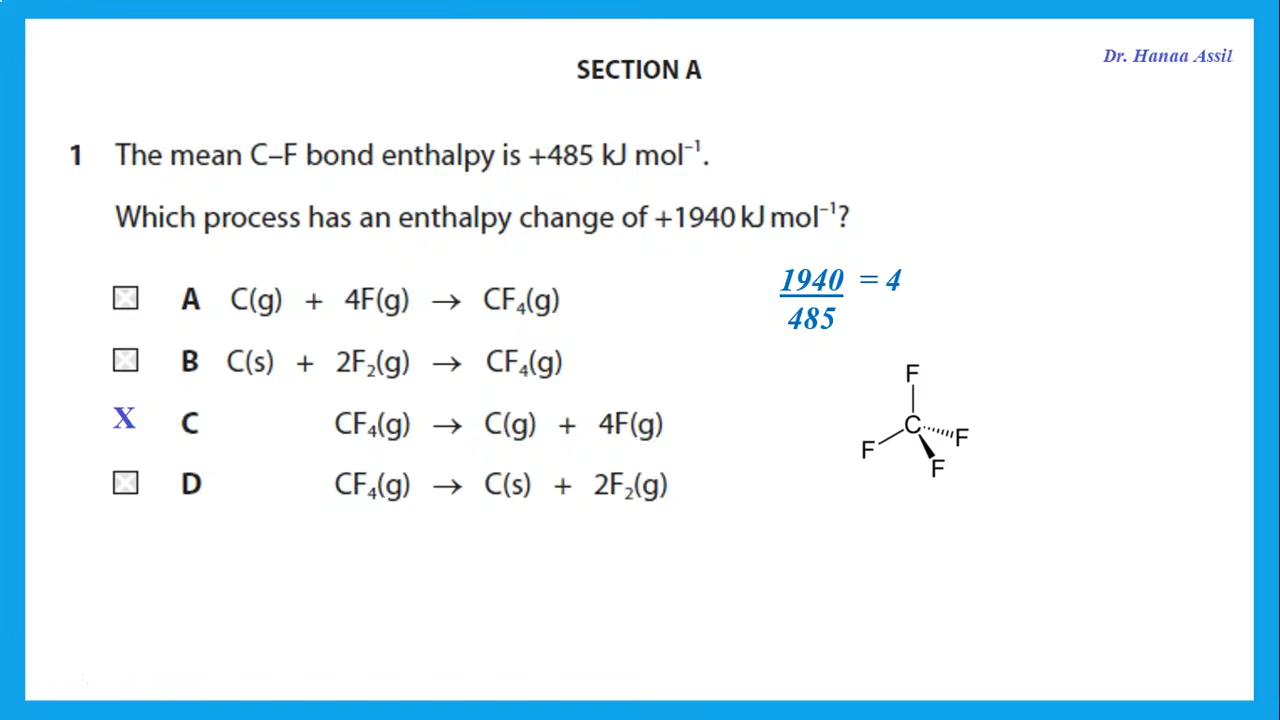 Dr. Hanaa Assil
SECTION A
1 The mean C–F bond enthalpy is +485 kJ mol⁻¹.
Which process has an enthalpy change of +1940 kJ mol⁻¹?
A C(g) + 4F(g) → CF₄(g)
B C(s) + 2F₂(g) → CF₄(g)
X C CF₄(g) → C(g) + 4F(g)
D CF₄(g) → C(s) + 2F₂(g)
1940 = 4
485
F
C
F
F
F